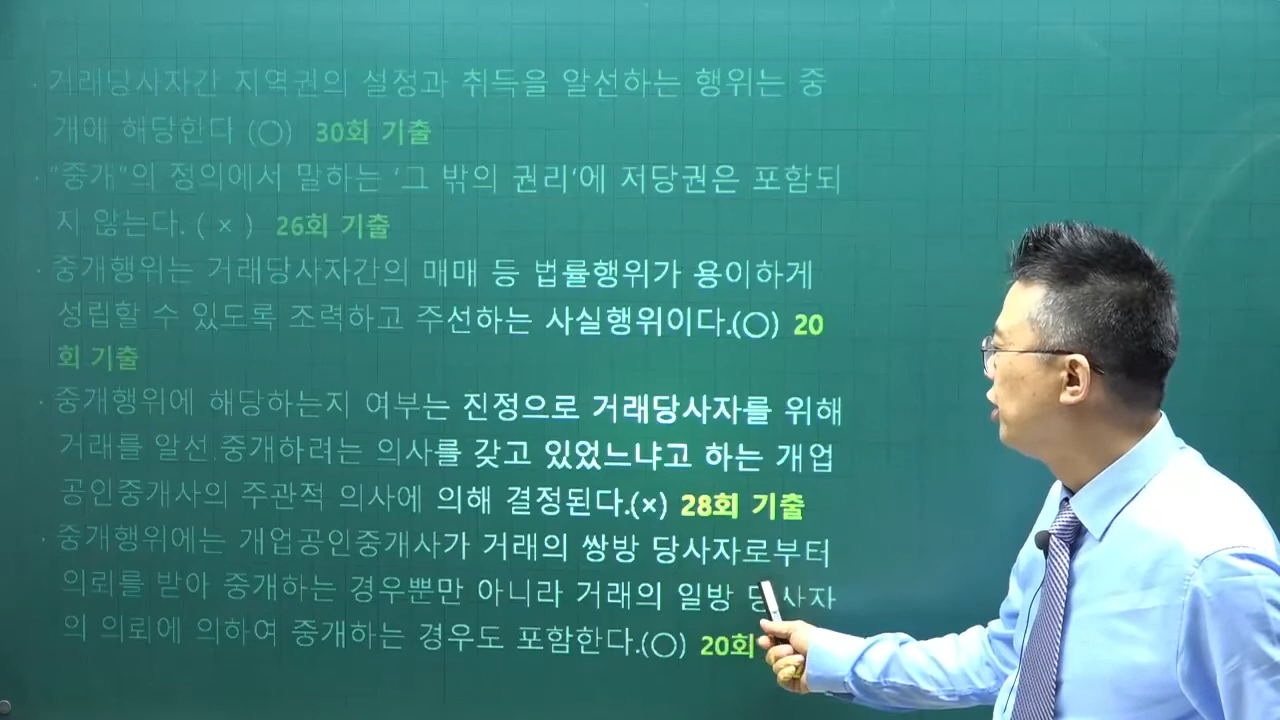 · 거래당사자간 지역권의 설정과 취득을 알선하는 행위는 중
개에 해당한다 (○) 30회 기출
· "중개"의 정의에서 말하는 '그 밖의 권리'에 저당권은 포함되
지 않는다. ( × ) 26회 기출
· 중개행위는 거래당사자간의 매매 등 법률행위가 용이하게
성립할 수 있도록 조력하고 주선하는 사실행위이다.(○) 20
회 기출
· 중개행위에 해당하는지 여부는 진정으로 거래당사자를 위해
거래를 알선 중개하려는 의사를 갖고 있었느냐고 하는 개업
공인중개사의 주관적 의사에 의해 결정된다.(×) 28회 기출
· 중개행위에는 개업공인중개사가 거래의 쌍방 당사자로부터
의뢰를 받아 중개하는 경우뿐만 아니라 거래의 일방 당사자
의 의뢰에 의하여 중개하는 경우도 포함한다.(○) 20회